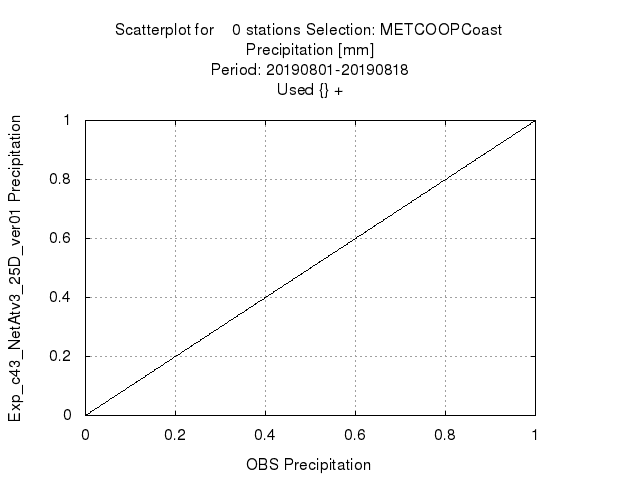 Scatterplot for    0 stations Selection: METCOOPCoast
Precipitation [mm]
Period: 20190801-20190818
Used {} +
Exp_c43_NetAtv3_25D_ver01 Precipitation
1
0.8
0.6
0.4
0.2
0
0 0.2 0.4 0.6 0.8 1
OBS Precipitation